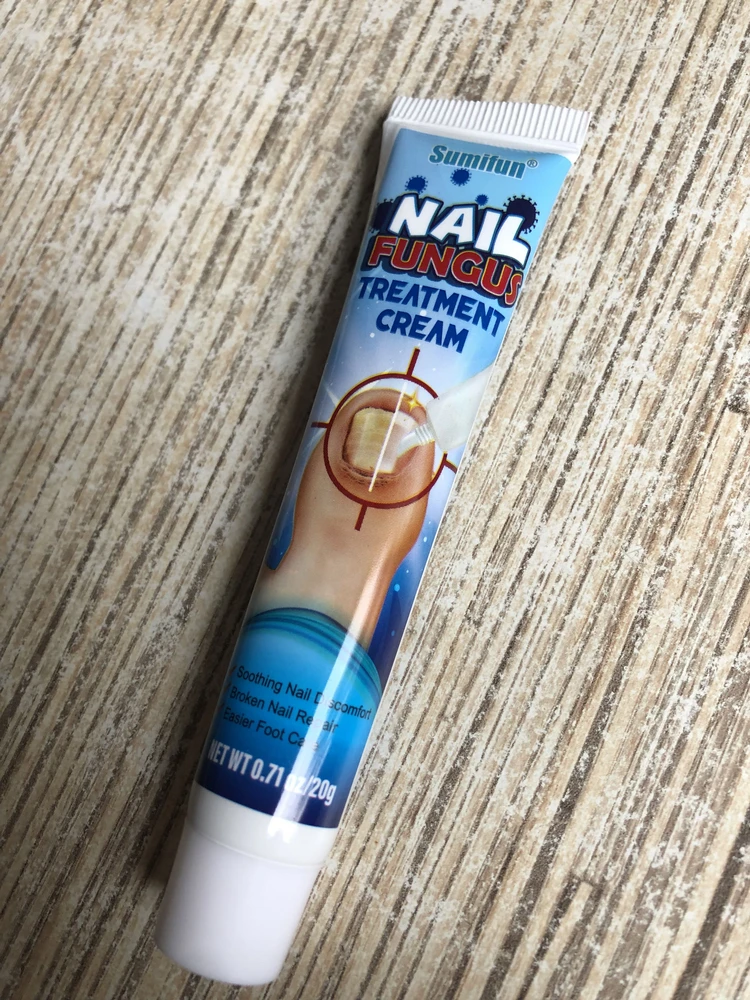 Sumifun®
NAIL
FUNGUS
TREATMENT
CREAM
Soothing Nail Discomfort
Broken Nail Repair
Easier Foot Care
NET WT 0.71 oz/20g